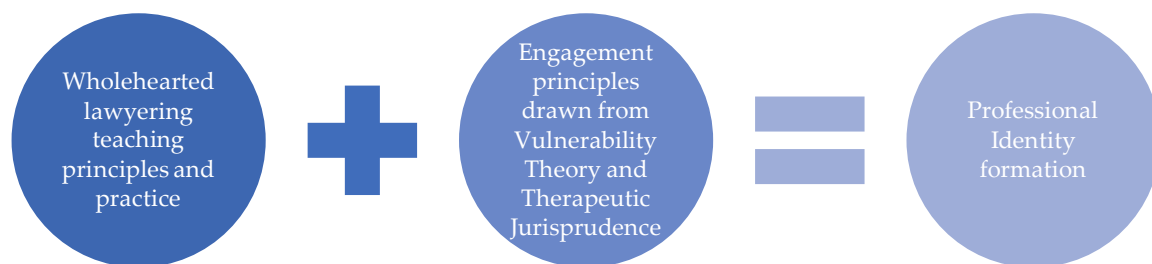 Wholehearted
lawyering
teaching
principles and
practice
Engagement
principles
drawn from
Vulnerability
Theory and
Therapeutic
Jurisprudence
Professional
Identity
formation